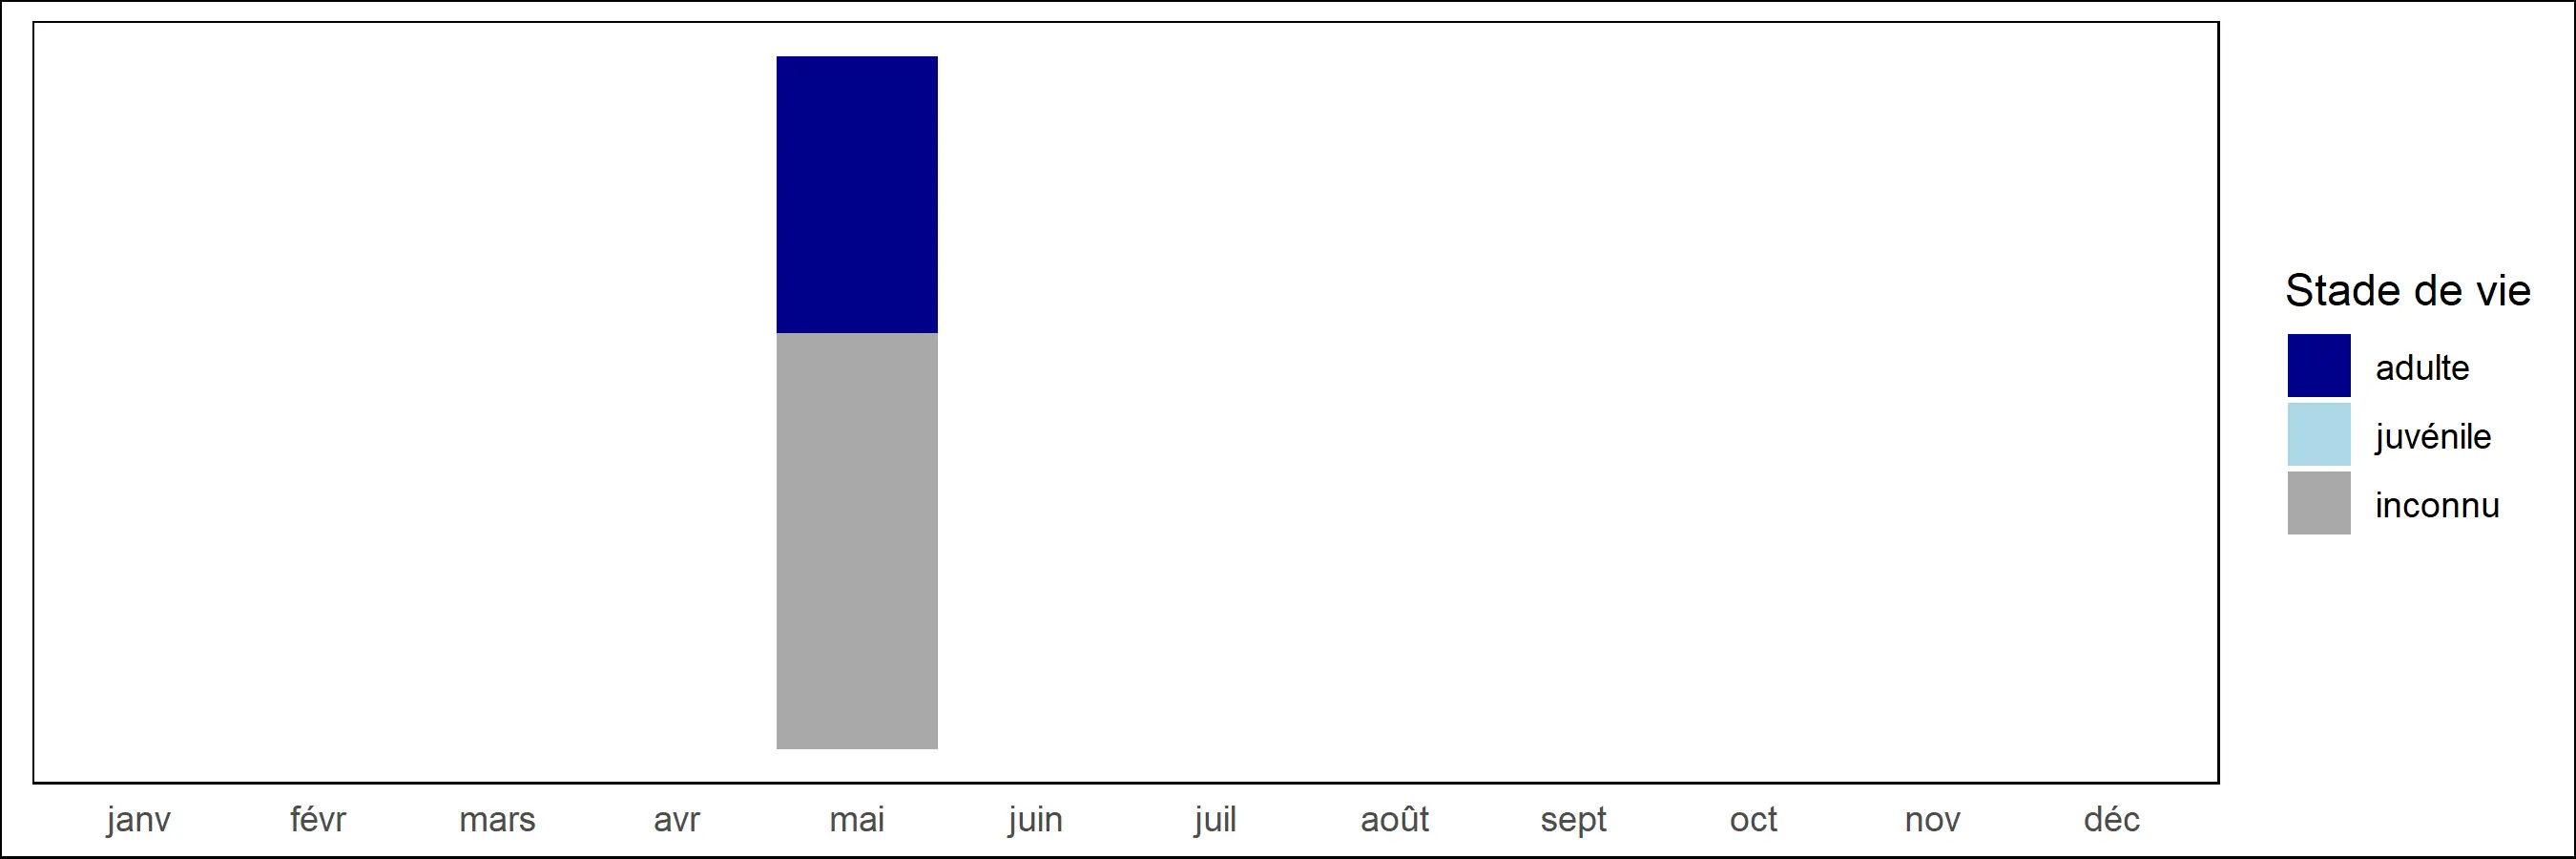 Stade de vie
adulte
juvénile
inconnu
janv févr mars avr mai juin juil août sept oct nov déc